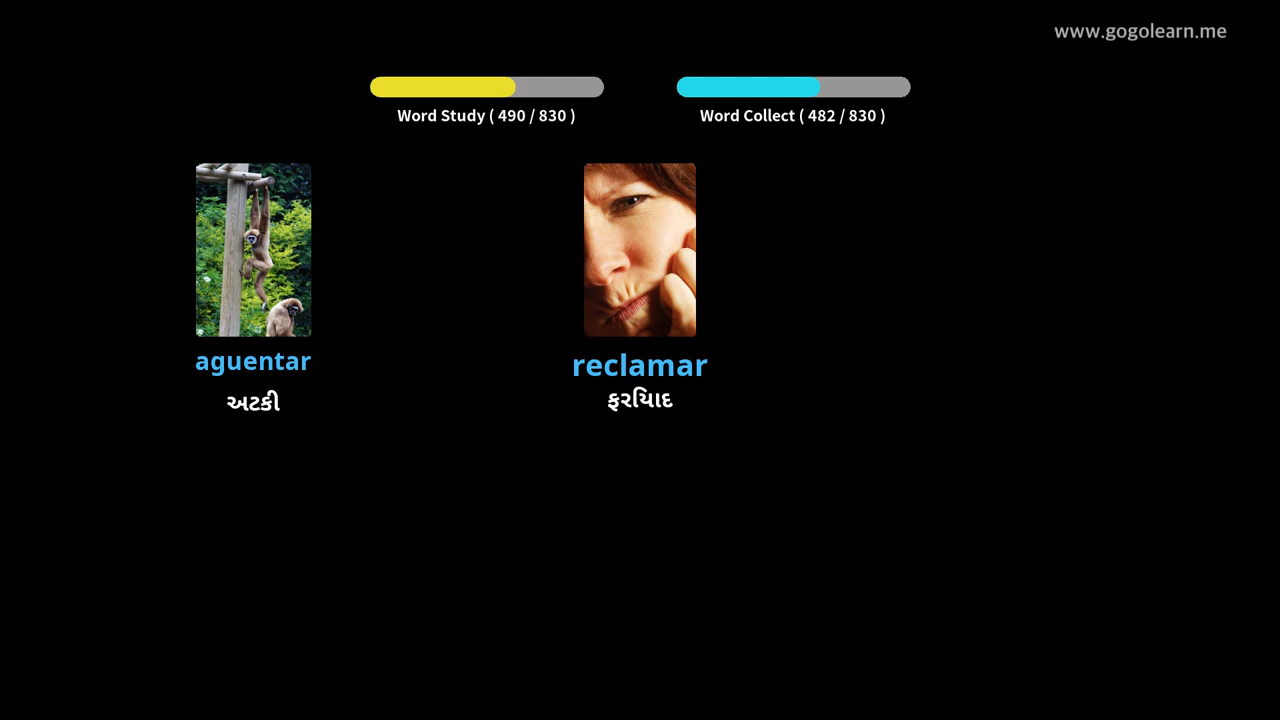 www.gogolearn.me
Word Study ( 490 / 830 )
Word Collect ( 482 / 830 )
aguentar
reclamar
અટકી
ફરિયાદ